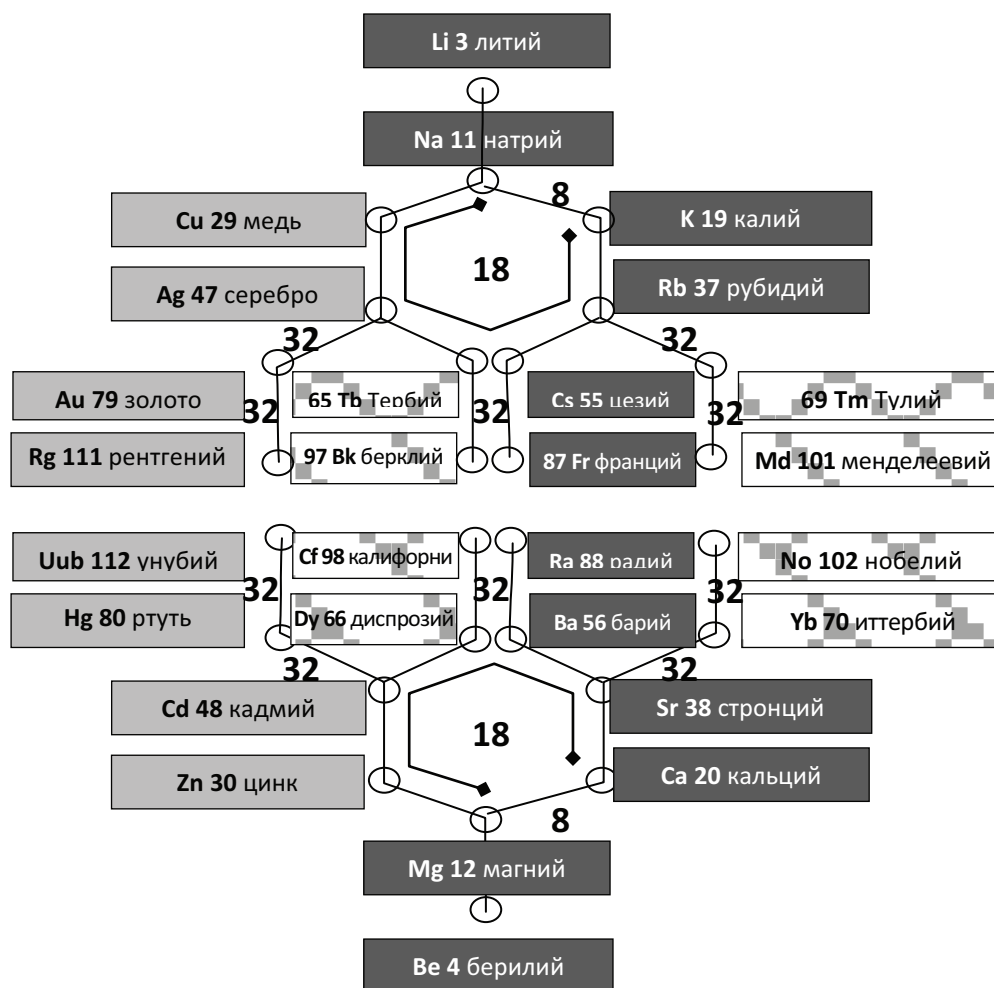 Li 3 литий
Na 11 натрий
8
Cu 29 медь
K 19 калий
18
Ag 47 серебро
Rb 37 рубидий
32
32
Au 79 золото
65 Tb Тербий
Cs 55 цезий
69 Tm Тулий
32
32
32
Rg 111 рентгений
97 Bk берклий
87 Fr франций
Md 101 менделеевий
Uub 112 унубий
Cf 98 калифорни
Ra 88 радий
No 102 нобелий
32
32
32
Hg 80 ртуть
Dy 66 диспрозий
Ba 56 барий
Yb 70 иттербий
32
32
Cd 48 кадмий
Sr 38 стронций
18
Zn 30 цинк
Ca 20 кальций
8
Mg 12 магний
Be 4 берилий